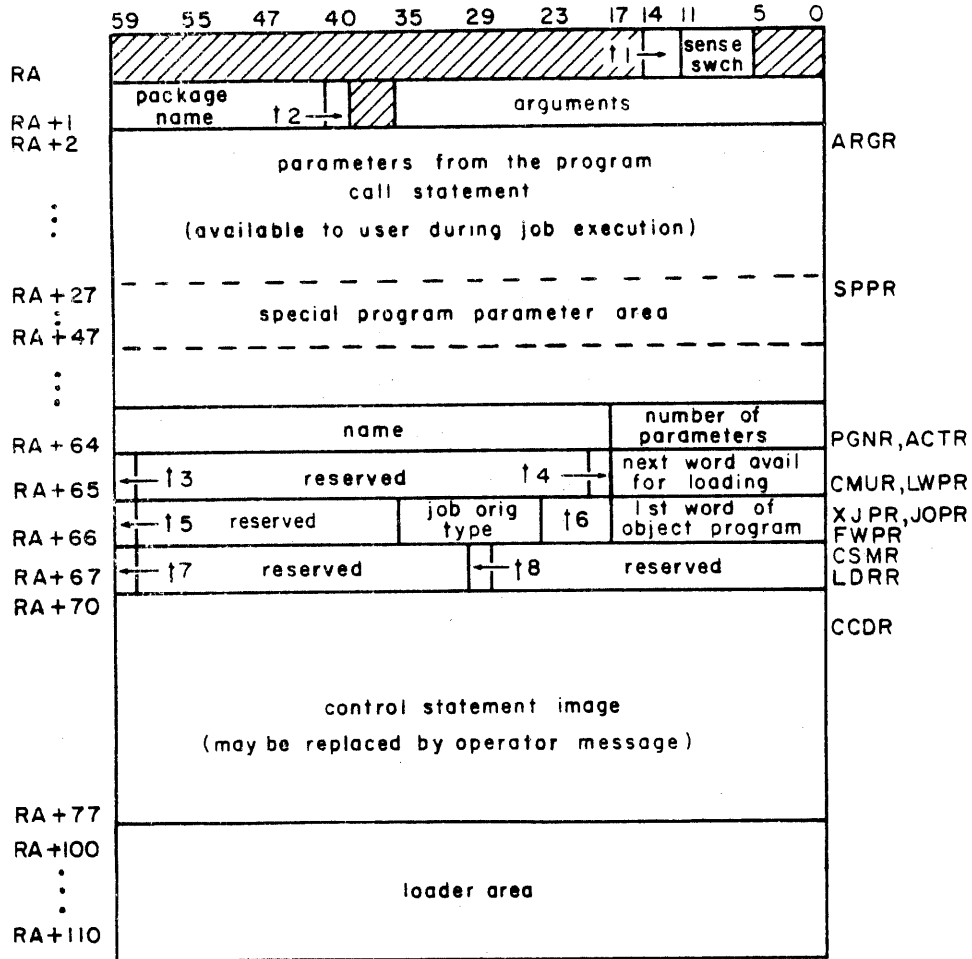 59 55 47 40 35 29 23 17 14 11 5 0
RA
↑1
sense
swch
RA+1
package
name
↑2
arguments
RA+2
ARGR
parameters from the program
call statement
(available to user during job execution)
RA+27
SPPR
special program parameter area
RA+47
RA+64
name
number of
parameters
PGNR,ACTR
RA+65
↑3
reserved
↑4
next word avail
for loading
CMUR,LWPR
RA+66
↑5
reserved
job orig
type
↑6
1st word of
object program
XJPR,JOPR
FWPR
RA+67
↑7
reserved
↑8
reserved
CSMR
LDRR
RA+70
CCDR
control statement image
(may be replaced by operator message)
RA+77
RA+100
loader area
RA+110